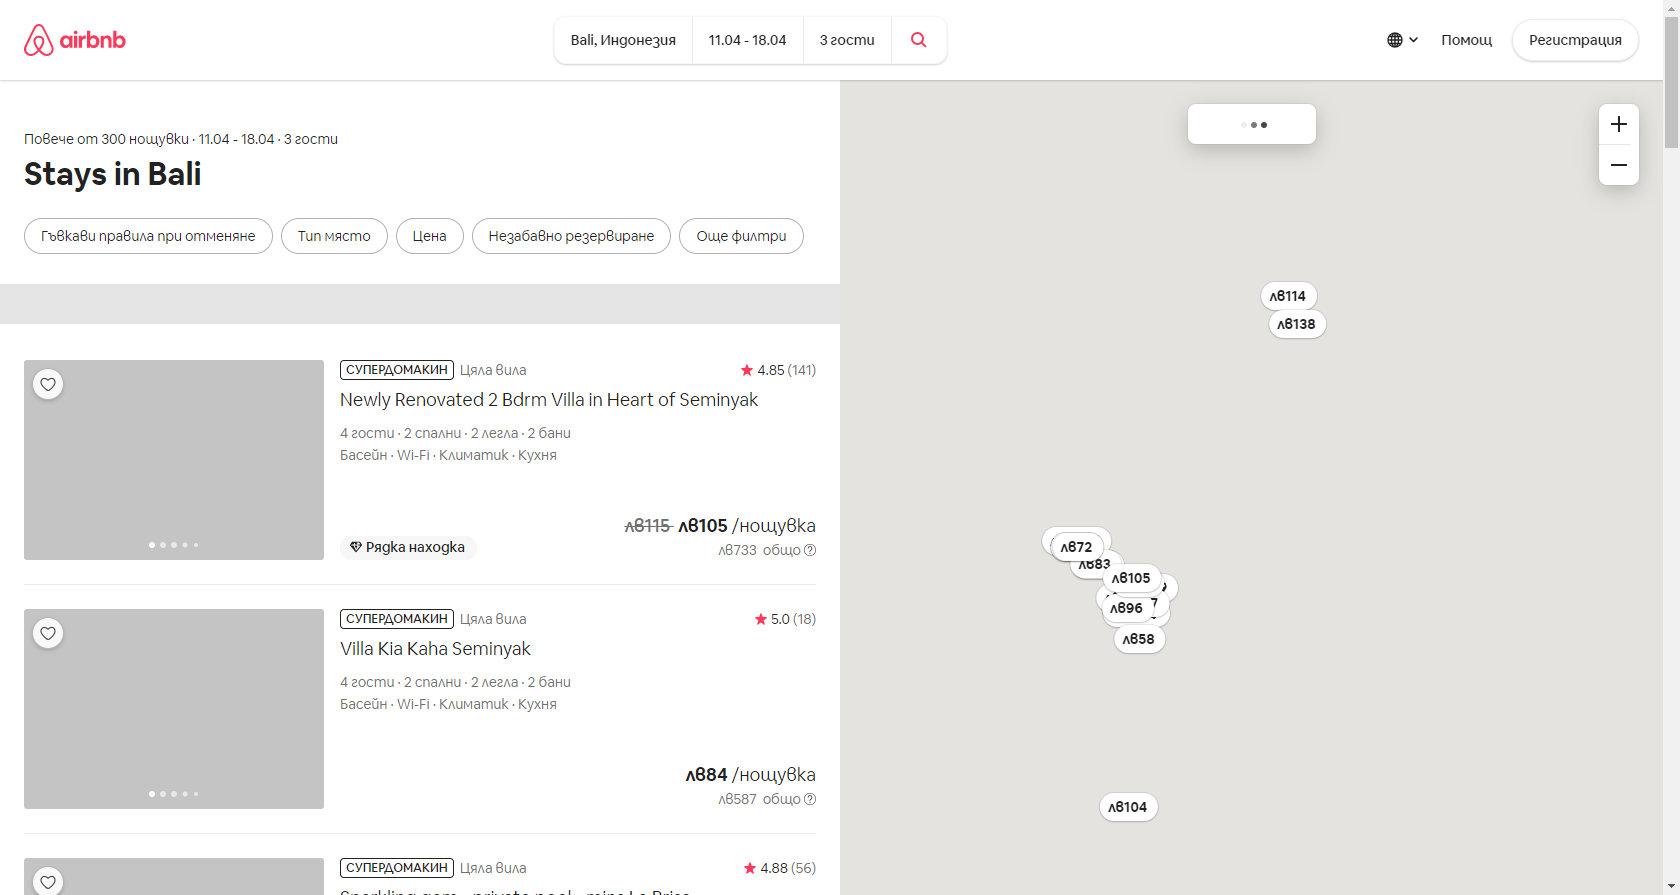 airbnb
Bali, Индонезия
11.04 - 18.04
3 гости
Помощ
Регистрация
Повече от 300 нощувки · 11.04 - 18.04 · 3 гости
Stays in Bali
Гъвкави правила при отменяне
Тип място
Цена
Незабавно резервиране
Още филтри
СУПЕРДОМАКИН Цяла вила 4.85 (141)
Newly Renovated 2 Bdrm Villa in Heart of Seminyak
4 гости · 2 спални · 2 легла · 2 бани
Басейн · Wi-Fi · Климатик · Кухня
лв115 лв105 /нощувка
Рядка находка
лв733 общо
СУПЕРДОМАКИН Цяла вила 5.0 (18)
Villa Kia Kaha Seminyak
4 гости · 2 спални · 2 легла · 2 бани
Басейн · Wi-Fi · Климатик · Кухня
лв84 /нощувка
лв587 общо
СУПЕРДОМАКИН Цяла вила 4.88 (56)
лв114
лв138
лв72
лв83
лв105
лв96
лв58
лв104